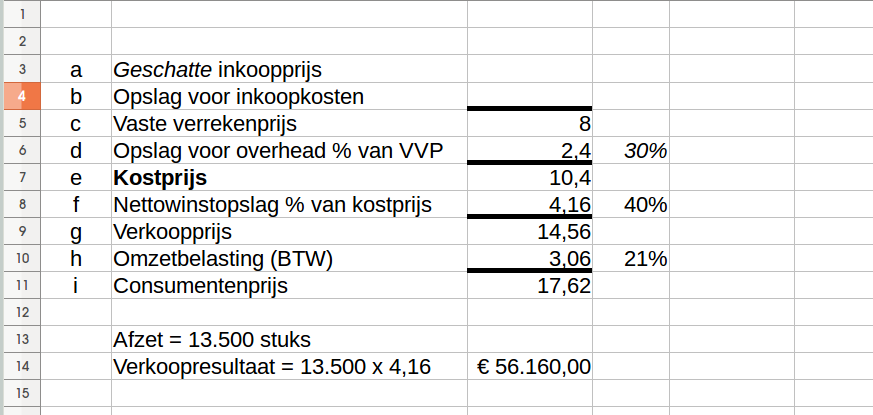 1
2
3 a Geschatte inkoopprijs
4 b Opslag voor inkoopkosten
5 c Vaste verrekenprijs 8
6 d Opslag voor overhead % van VVP 2,4 30%
7 e Kostprijs 10,4
8 f Nettowinstopslag % van kostprijs 4,16 40%
9 g Verkoopprijs 14,56
10 h Omzetbelasting (BTW) 3,06 21%
11 i Consumentenprijs 17,62
12
13 Afzet = 13.500 stuks
14 Verkoopresultaat = 13.500 x 4,16 € 56.160,00
15